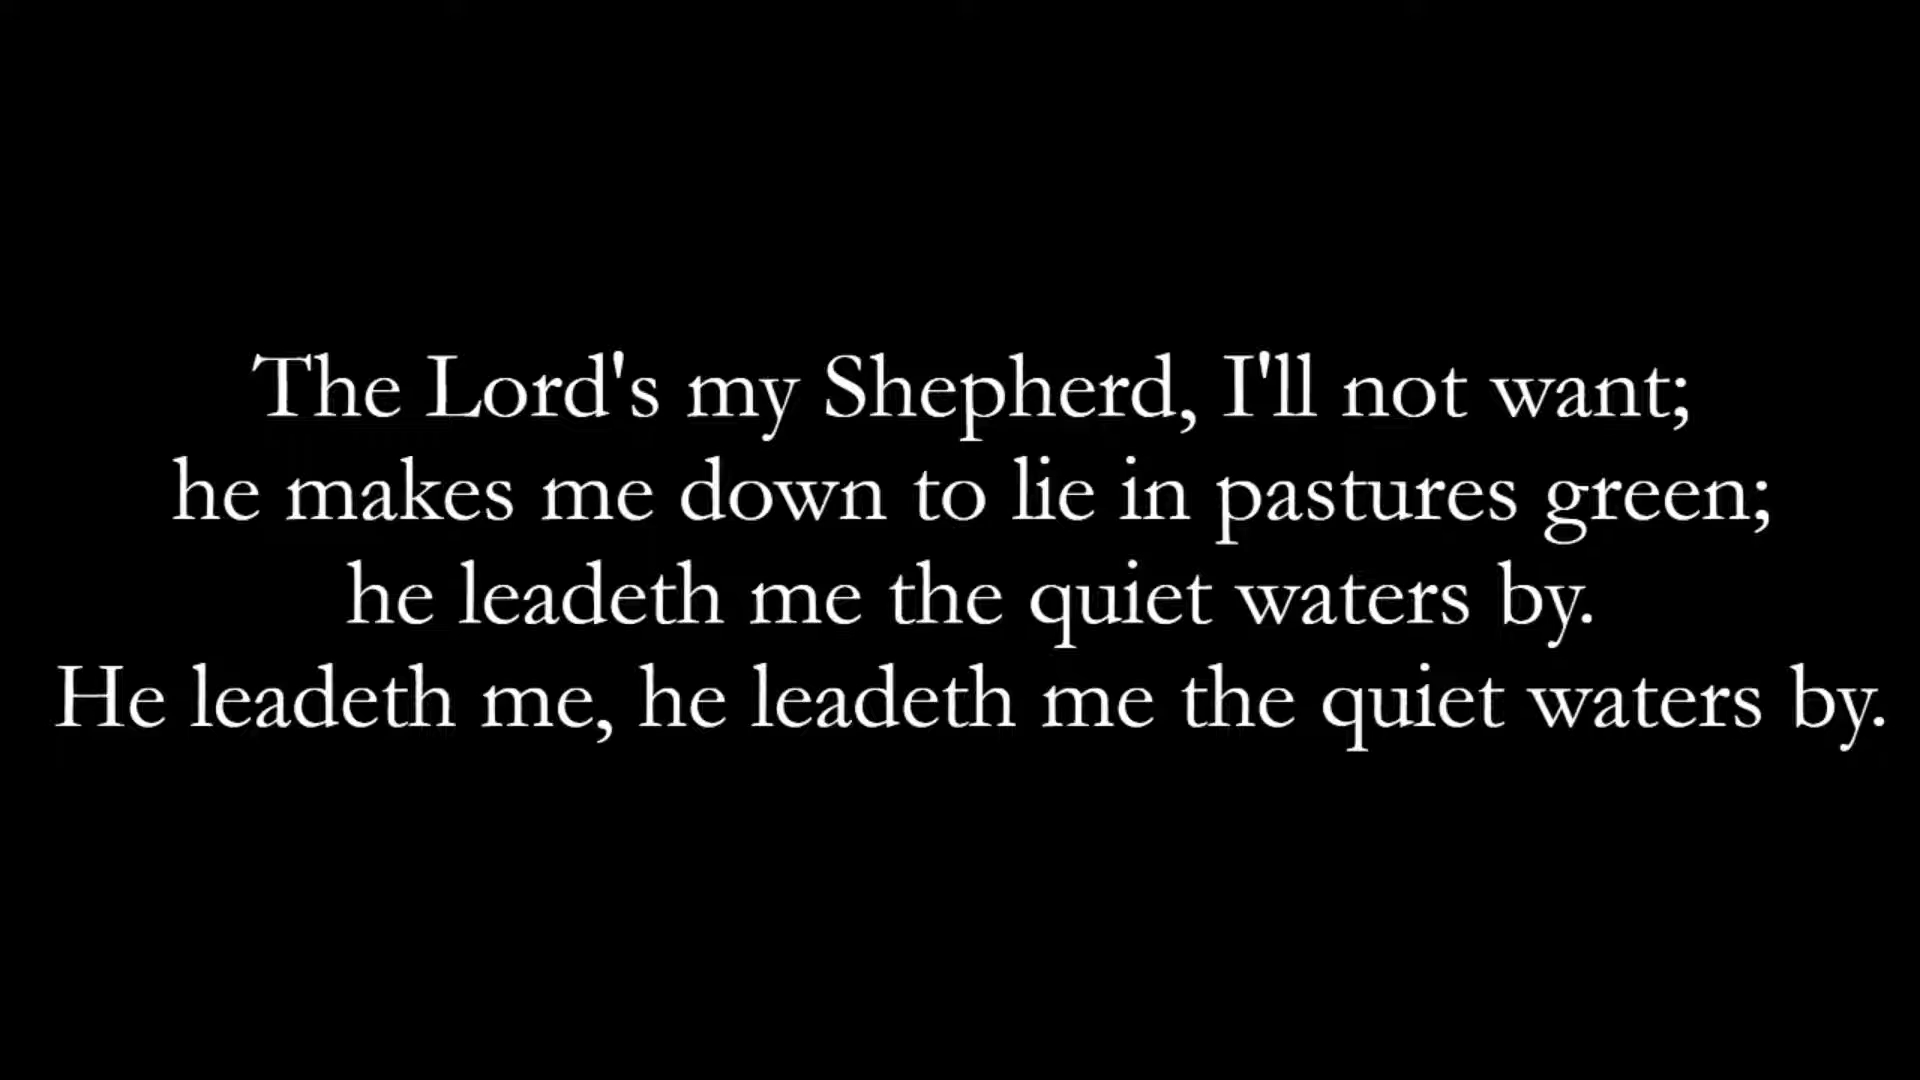 The Lord's my Shepherd, I'll not want;
he makes me down to lie in pastures green;
he leadeth me the quiet waters by.
He leadeth me, he leadeth me the quiet waters by.